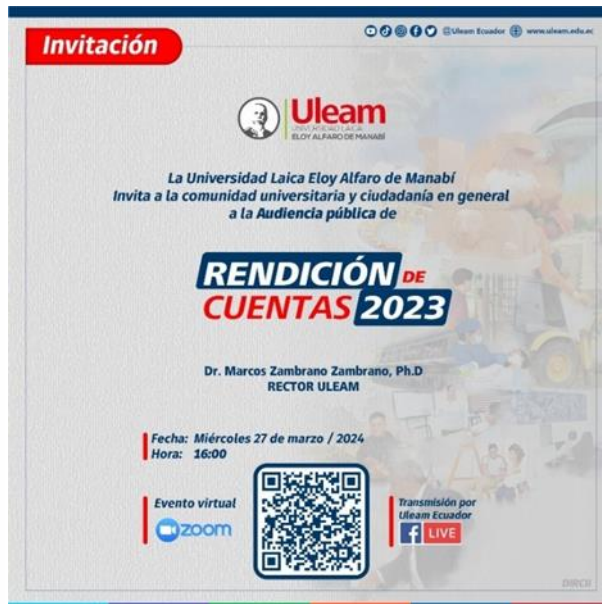 Invitación
@Uleam Ecuador www.uleam.edu.ec
Uleam
UNIVERSIDAD LAICA
ELOY ALFARO DE MANABÍ
La Universidad Laica Eloy Alfaro de Manabí
Invita a la comunidad universitaria y ciudadanía en general
a la Audiencia pública de
RENDICIÓN DE
CUENTAS 2023
Dr. Marcos Zambrano Zambrano, Ph.D
RECTOR ULEAM
Fecha: Miércoles 27 de marzo / 2024
Hora: 16:00
Evento virtual
zoom
Transmisión por
Uleam Ecuador
f LIVE